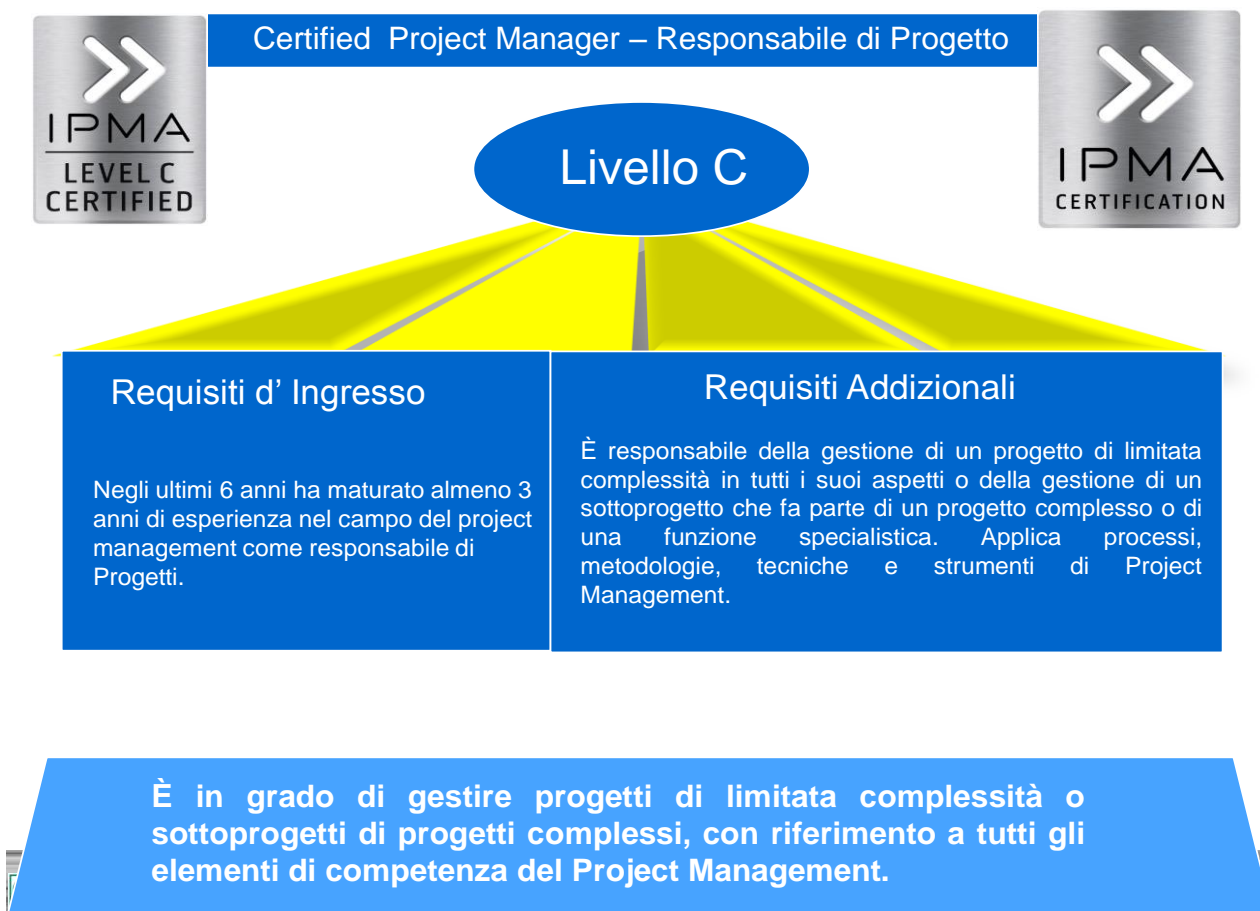 Certified Project Manager – Responsabile di Progetto
IPMA
LEVEL C
CERTIFIED
IPMA
CERTIFICATION
Livello C
Requisiti d' Ingresso
Negli ultimi 6 anni ha maturato almeno 3
anni di esperienza nel campo del project
management come responsabile di
Progetti.
Requisiti Addizionali
È responsabile della gestione di un progetto di limitata
complessità in tutti i suoi aspetti o della gestione di un
sottoprogetto che fa parte di un progetto complesso o di
una funzione specialistica. Applica processi,
metodologie, tecniche e strumenti di Project
Management.
È in grado di gestire progetti di limitata complessità o
sottoprogetti di progetti complessi, con riferimento a tutti gli
elementi di competenza del Project Management.